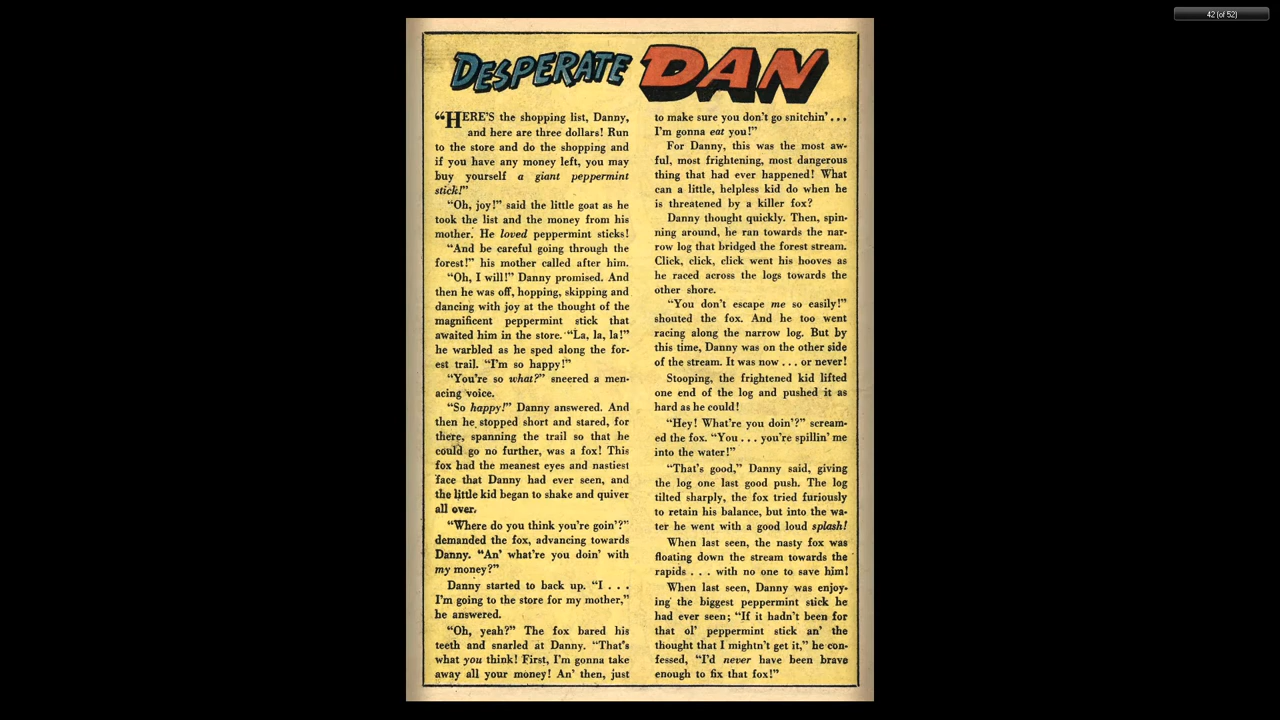 42 (of 52)
DESPERATE DAN
"HERE'S the shopping list, Danny,
and here are three dollars! Run
to the store and do the shopping and
if you have any money left, you may
buy yourself a giant peppermint
stick!"
"Oh, joy!" said the little goat as he
took the list and the money from his
mother. He loved peppermint sticks!
"And be careful going through the
forest!" his mother called after him.
"Oh, I will!" Danny promised. And
then he was off, hopping, skipping and
dancing with joy at the thought of the
magnificent peppermint stick that
awaited him in the store. "La, la, la!"
he warbled as he sped along the for-
est trail. "I'm so happy!"
"You're so what?" sneered a men-
acing voice.
"So happy!" Danny answered. And
then he stopped short and stared, for
there, spanning the trail so that he
could go no further, was a fox! This
fox had the meanest eyes and nastiest
face that Danny had ever seen, and
the little kid began to shake and quiver
all over.
"Where do you think you're goin'?"
demanded the fox, advancing towards
Danny. "An' what're you doin' with
my money?"
Danny started to back up. "I . . .
I'm going to the store for my mother,"
he answered.
"Oh, yeah?" The fox bared his
teeth and snarled at Danny. "That's
what you think! First, I'm gonna take
away all your money! An' then, just
to make sure you don't go snitchin' . . .
I'm gonna eat you!"
For Danny, this was the most aw-
ful, most frightening, most dangerous
thing that had ever happened! What
can a little, helpless kid do when he
is threatened by a killer fox?
Danny thought quickly. Then, spin-
ning around, he ran towards the nar-
row log that bridged the forest stream.
Click, click, click went his hooves as
he raced across the logs towards the
other shore.
"You don't escape me so easily!"
shouted the fox. And he too went
racing along the narrow log. But by
this time, Danny was on the other side
of the stream. It was now . . . or never!
Stooping, the frightened kid lifted
one end of the log and pushed it as
hard as he could!
"Hey! What're you doin'?" scream-
ed the fox. "You . . . you're spillin' me
into the water!"
"That's good," Danny said, giving
the log one last good push. The log
tilted sharply, the fox tried furiously
to retain his balance, but into the wa-
ter he went with a good loud splash!
When last seen, the nasty fox was
floating down the stream towards the
rapids . . . with no one to save him!
When last seen, Danny was enjoy-
ing the biggest peppermint stick he
had ever seen; "If it hadn't been for
that ol' peppermint stick an' the
thought that I mightn't get it," he con-
fessed, "I'd never have been brave
enough to fix that fox!"